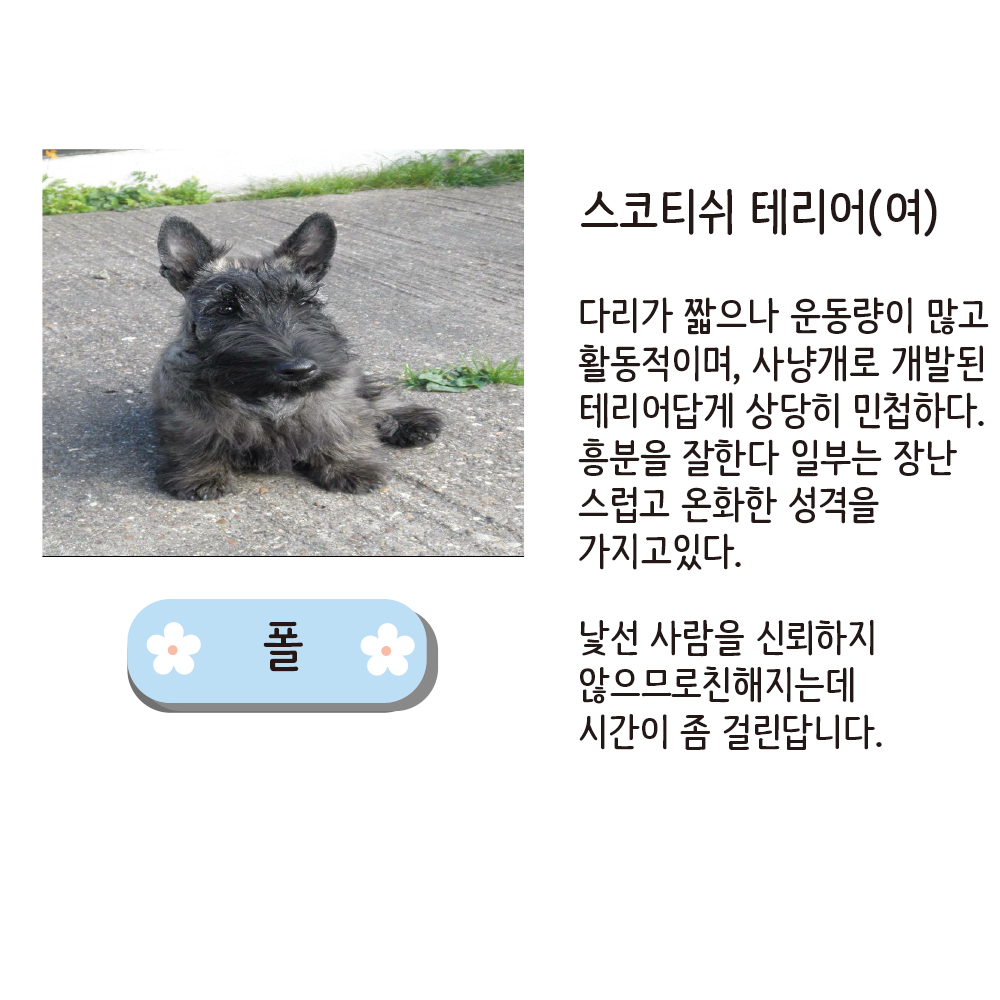 스코티쉬 테리어(여)
다리가 짧으나 운동량이 많고
활동적이며, 사냥개로 개발된
테리어답게 상당히 민첩하다.
흥분을 잘한다 일부는 장난
스럽고 온화한 성격을
가지고있다.
폴
낯선 사람을 신뢰하지
않으므로친해지는데
시간이 좀 걸린답니다.